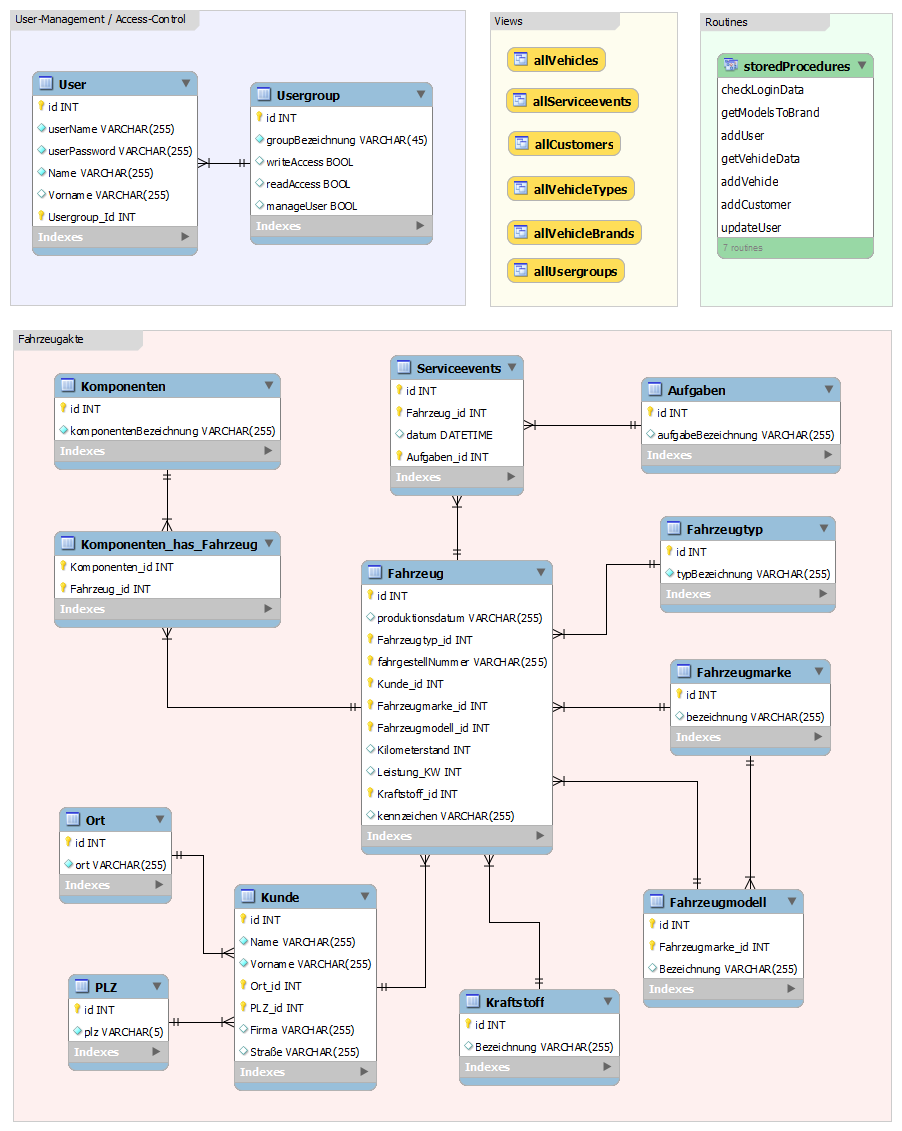 User-Management / Access-Control
User
id INT
userName VARCHAR(255)
userPassword VARCHAR(255)
Name VARCHAR(255)
Vorname VARCHAR(255)
Usergroup_Id INT
Indexes
Usergroup
id INT
groupBezeichnung VARCHAR(45)
writeAccess BOOL
readAccess BOOL
manageUser BOOL
Indexes
Views
allVehicles
allServiceevents
allCustomers
allVehicleTypes
allVehicleBrands
allUsergroups
Routines
storedProcedures
checkLoginData
getModelsToBrand
addUser
getVehicleData
addVehicle
addCustomer
updateUser
7 routines
Fahrzeugakte
Komponenten
id INT
komponentenBezeichnung VARCHAR(255)
Indexes
Serviceevents
id INT
Fahrzeug_id INT
datum DATETIME
Aufgaben_id INT
Indexes
Aufgaben
id INT
aufgabeBezeichnung VARCHAR(255)
Indexes
Komponenten_has_Fahrzeug
Komponenten_id INT
Fahrzeug_id INT
Indexes
Fahrzeug
id INT
produktionsdatum VARCHAR(255)
Fahrzeugtyp_id INT
fahrgestellNummer VARCHAR(255)
Kunde_id INT
Fahrzeugmarke_id INT
Fahrzeugmodell_id INT
Kilometerstand INT
Leistung_KW INT
Kraftstoff_id INT
kennzeichen VARCHAR(255)
Indexes
Fahrzeugtyp
id INT
typBezeichnung VARCHAR(255)
Indexes
Fahrzeugmarke
id INT
bezeichnung VARCHAR(255)
Indexes
Ort
id INT
ort VARCHAR(255)
Indexes
Kunde
id INT
Name VARCHAR(255)
Vorname VARCHAR(255)
Ort_id INT
PLZ_id INT
Firma VARCHAR(255)
Straße VARCHAR(255)
Indexes
PLZ
id INT
plz VARCHAR(5)
Indexes
Kraftstoff
id INT
Bezeichnung VARCHAR(255)
Indexes
Fahrzeugmodell
id INT
Fahrzeugmarke_id INT
Bezeichnung VARCHAR(255)
Indexes